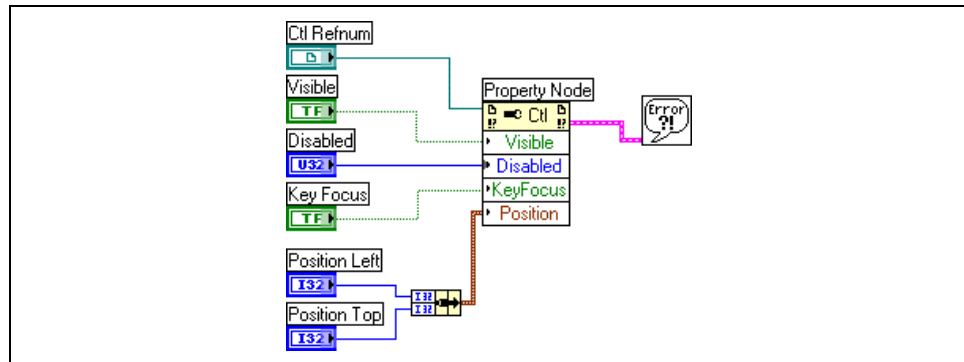 Ctl Refnum
Visible
TF
Disabled
U32
Key Focus
TF
Position Left
I32
Position Top
I32
Property Node
Ctl
Visible
Disabled
KeyFocus
Position
I32
I32
Error
?!